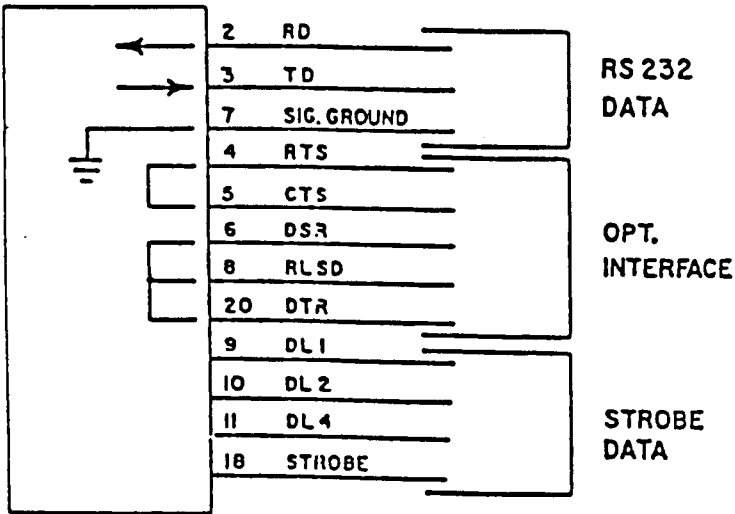 2 RD
3 TD
7 SIG. GROUND
4 RTS
5 CTS
6 DSR
8 RLSD
20 DTR
9 DL1
10 DL2
11 DL4
18 STROBE
RS 232
DATA
OPT.
INTERFACE
STROBE
DATA